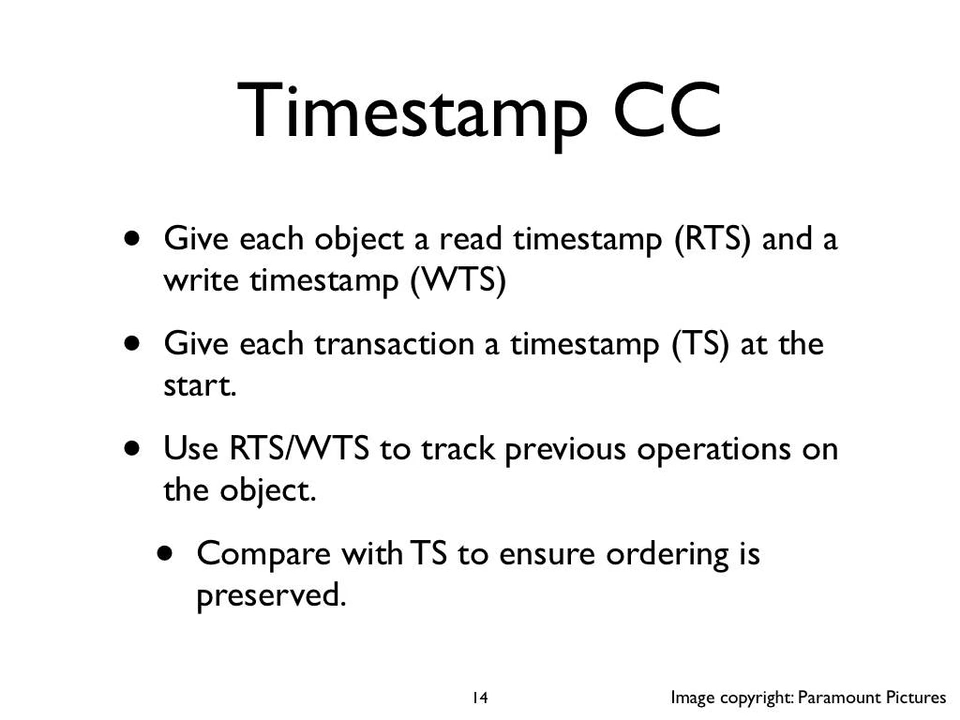 Timestamp CC
• Give each object a read timestamp (RTS) and a
write timestamp (WTS)
• Give each transaction a timestamp (TS) at the
start.
• Use RTS/WTS to track previous operations on
the object.
• Compare with TS to ensure ordering is
preserved.
14
Image copyright: Paramount Pictures